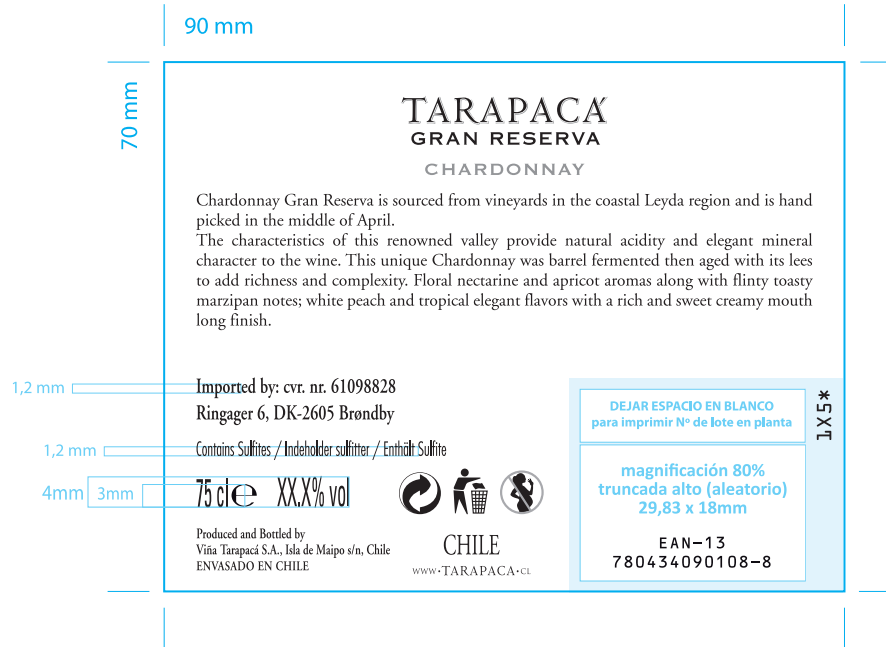 90 mm
70 mm
TARAPACÁ
GRAN RESERVA
CHARDONNAY
Chardonnay Gran Reserva is sourced from vineyards in the coastal Leyda region and is hand
picked in the middle of April.
The characteristics of this renowned valley provide natural acidity and elegant mineral
character to the wine. This unique Chardonnay was barrel fermented then aged with its lees
to add richness and complexity. Floral nectarine and apricot aromas along with flinty toasty
marzipan notes; white peach and tropical elegant flavors with a rich and sweet creamy mouth
long finish.
1,2 mm
Imported by: cvr. nr. 61098828
Ringager 6, DK-2605 Brøndby
1,2 mm
Contains Sulfites / Indeholder sulfitter / Enthält Sulfite
4mm
3mm
75 cl e XX.X% vol
Produced and Bottled by
Viña Tarapacá S.A., Isla de Maipo s/n, Chile
ENVASADO EN CHILE
CHILE
WWW•TARAPACA•CL
DEJAR ESPACIO EN BLANCO
para imprimir Nº de lote en planta
1X5*
magnificación 80%
truncada alto (aleatorio)
29,83 x 18mm
EAN-13
780434090108-8